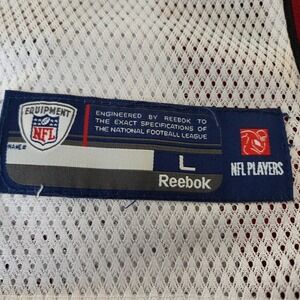 EQUIPMENT
NFL
NAME®
ENGINEERED BY REEBOK TO
THE EXACT SPECIFICATIONS OF
THE NATIONAL FOOTBALL LEAGUE
L
Reebok
NFL PLAYERS